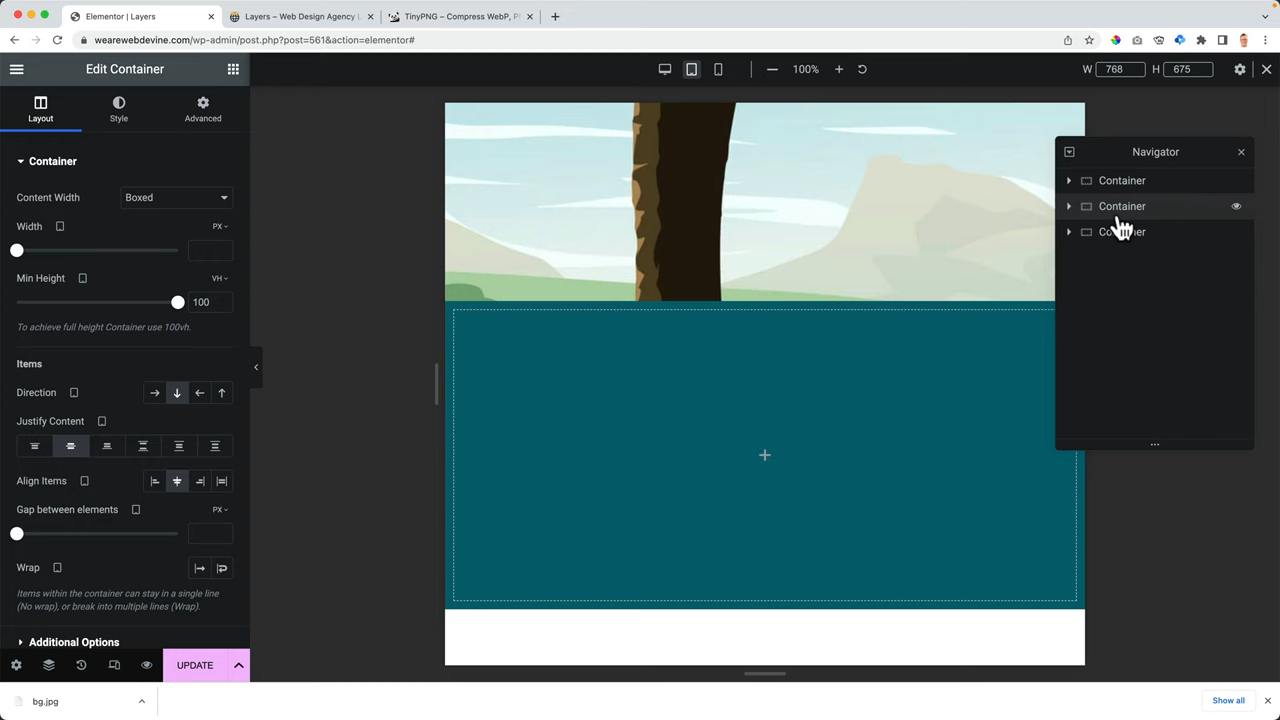 Elementor | Layers
Layers – Web Design Agency L
TinyPNG – Compress WebP, P
wearewebdevine.com/wp-admin/post.php?post=561&action=elementor#
Edit Container
100%
W 768 H 675
Layout Style Advanced
Container
Content Width Boxed
Width PX
Min Height VH
100
To achieve full height Container use 100vh.
Items
Direction
Justify Content
Align Items
Gap between elements PX
Wrap
Items within the container can stay in a single line
(No wrap), or break into multiple lines (Wrap).
Additional Options
UPDATE
Navigator
Container
Container
bg.jpg
Show all